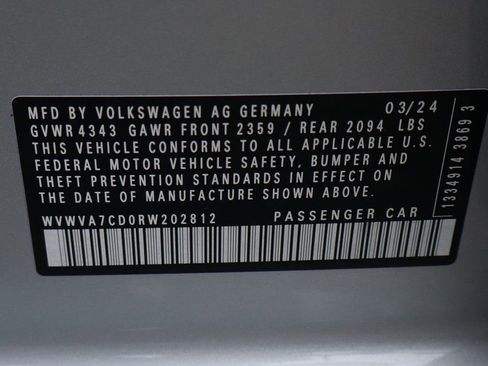 MFD BY VOLKSWAGEN AG GERMANY 03/24
GVWR 4343 GAWR FRONT 2359 / REAR 2094 LBS
THIS VEHICLE CONFORMS TO ALL APPLICABLE U.S.
FEDERAL MOTOR VEHICLE SAFETY, BUMPER AND
THEFT PREVENTION STANDARDS IN EFFECT ON
THE DATE OF MANUFACTURE SHOWN ABOVE.
WVWVA7CD0RW202812 PASSENGER CAR
1334914 3869 3